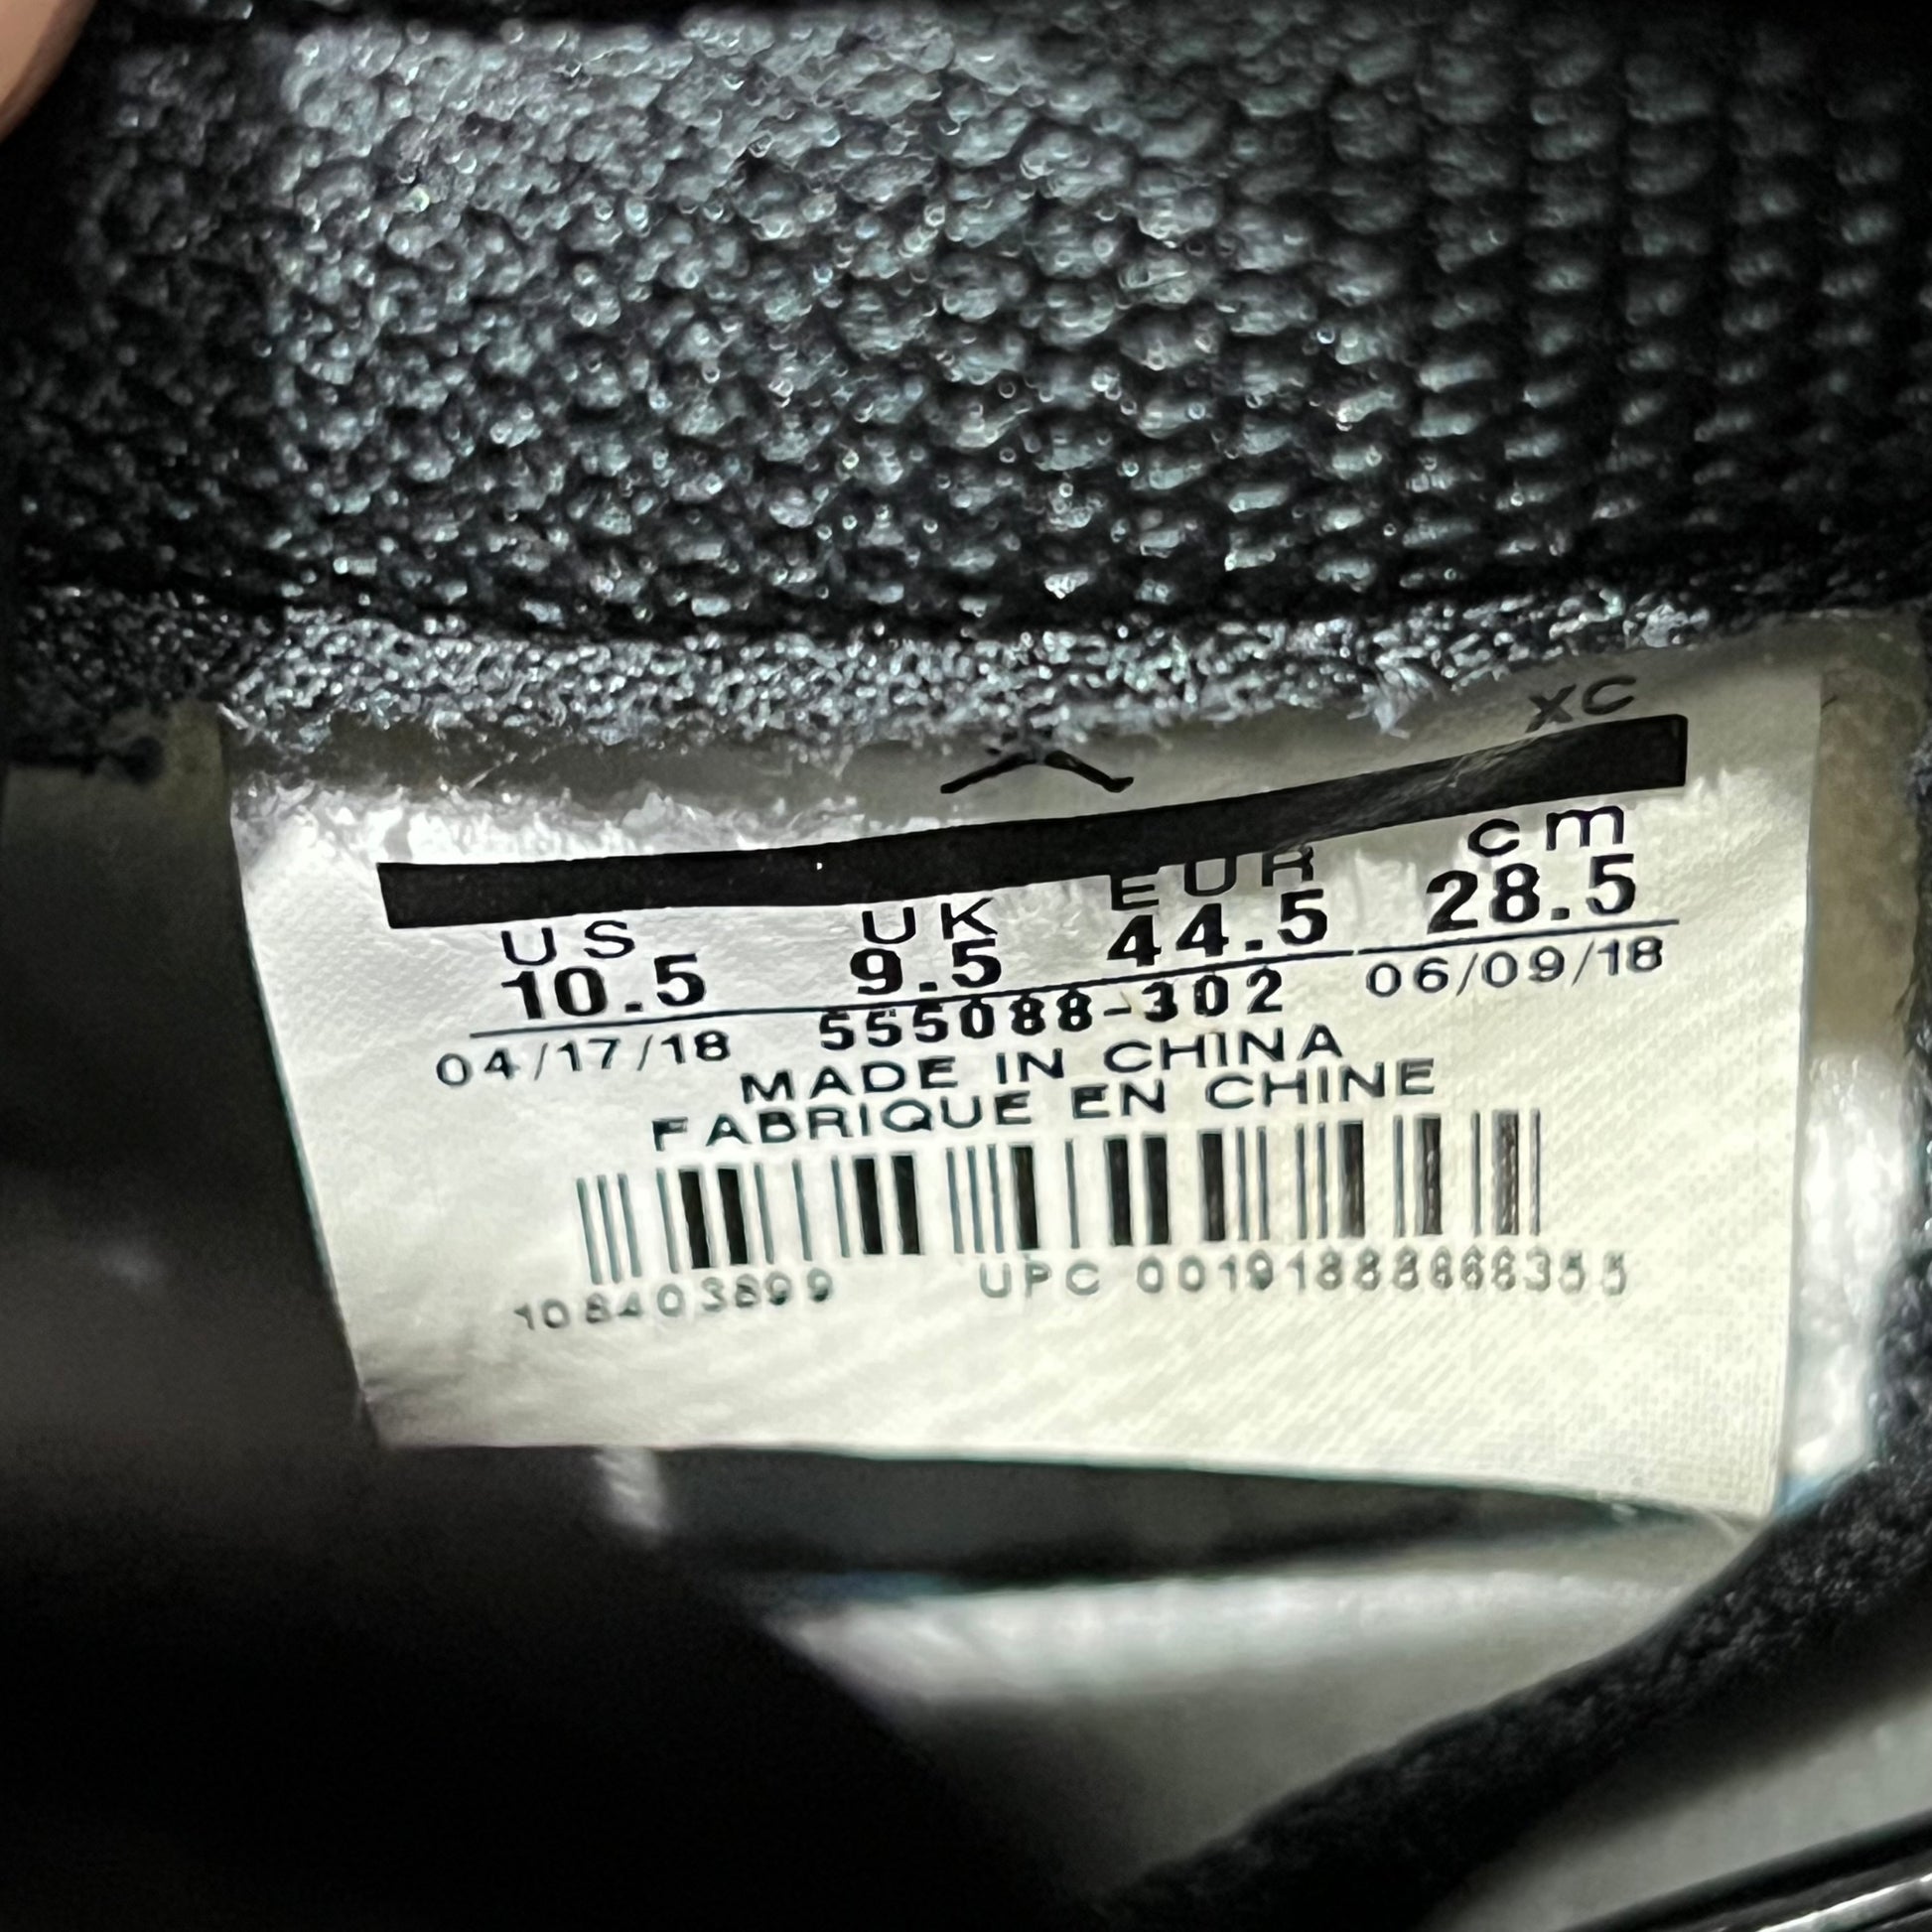 XC
US UK EUR cm
10.5 9.5 44.5 28.5
04/17/18 555088-302 06/09/18
MADE IN CHINA
FABRIQUE EN CHINE
108403899 UPC 00191888666355